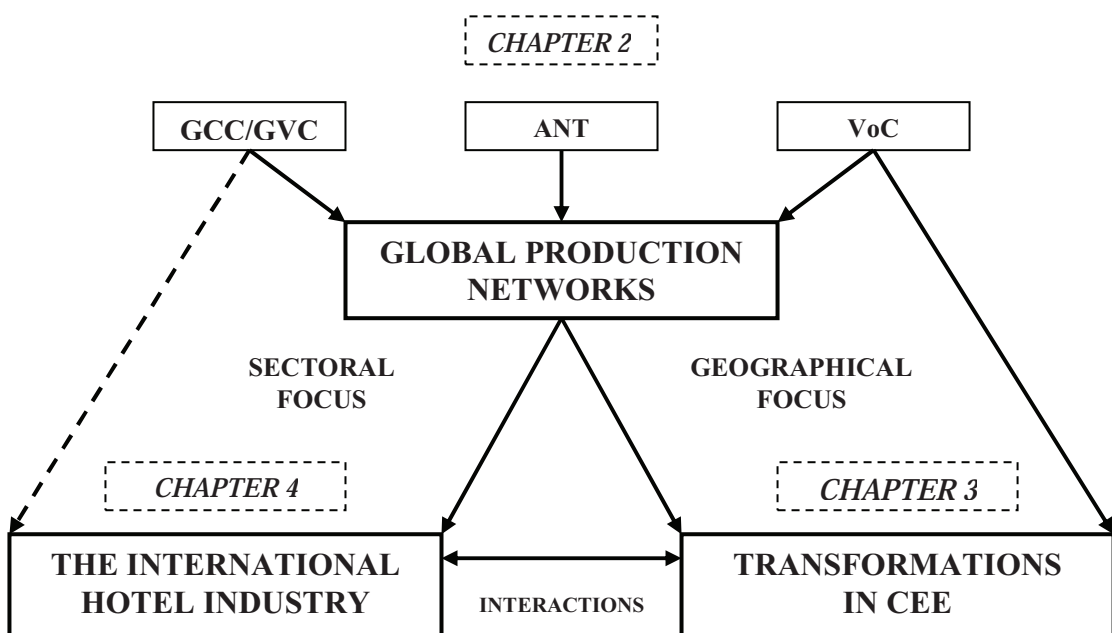 CHAPTER 2
GCC/GVC
ANT
VoC
GLOBAL PRODUCTION
NETWORKS
SECTORAL
FOCUS
GEOGRAPHICAL
FOCUS
CHAPTER 4
CHAPTER 3
THE INTERNATIONAL
HOTEL INDUSTRY
INTERACTIONS
TRANSFORMATIONS
IN CEE